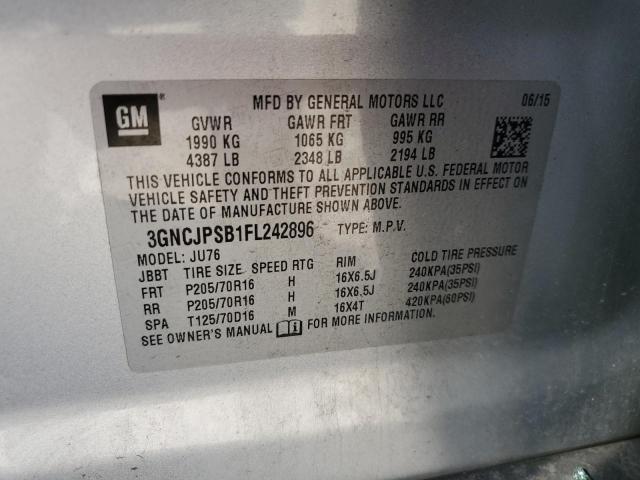 GM
MFD BY GENERAL MOTORS LLC 06/15
GVWR GAWR FRT GAWR RR
1990 KG 1065 KG 995 KG
4387 LB 2348 LB 2194 LB
THIS VEHICLE CONFORMS TO ALL APPLICABLE U.S. FEDERAL MOTOR
VEHICLE SAFETY AND THEFT PREVENTION STANDARDS IN EFFECT ON
THE DATE OF MANUFACTURE SHOWN ABOVE.
3GNCJPSB1FL242896 TYPE: M.P.V.
MODEL: JU76
JBBT TIRE SIZE SPEED RTG RIM COLD TIRE PRESSURE
FRT P205/70R16 H 16X6.5J 240KPA(35PSI)
RR P205/70R16 H 16X6.5J 240KPA(35PSI)
SPA T125/70D16 M 16X4T 420KPA(60PSI)
SEE OWNER'S MANUAL FOR MORE INFORMATION.